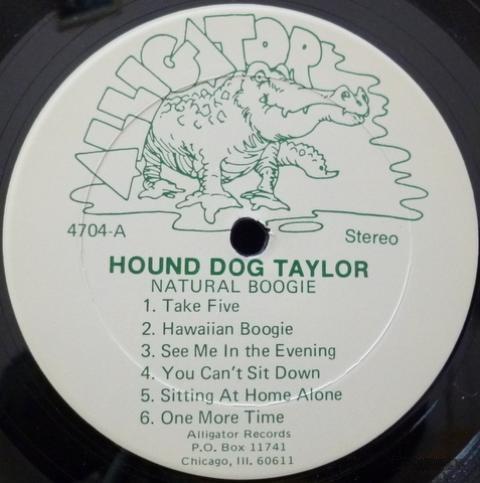 ALLIGATOR
4704-A
Stereo
HOUND DOG TAYLOR
NATURAL BOOGIE
1. Take Five
2. Hawaiian Boogie
3. See Me In the Evening
4. You Can't Sit Down
5. Sitting At Home Alone
6. One More Time
Alligator Records
P.O. Box 11741
Chicago, Ill. 60611